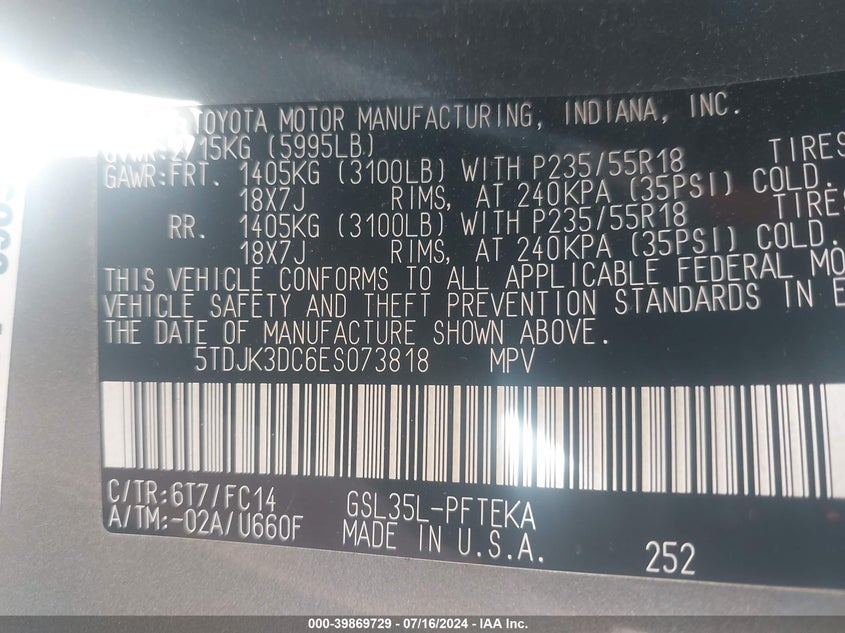 TOYOTA MOTOR MANUFACTURING, INDIANA, INC.
GVWR:2715KG (5995LB)
GAWR:FRT. 1405KG (3100LB) WITH P235/55R18 TIRES
18X7J RIMS, AT 240KPA (35PSI) COLD.
RR. 1405KG (3100LB) WITH P235/55R18 TIRES
18X7J RIMS, AT 240KPA (35PSI) COLD.
THIS VEHICLE CONFORMS TO ALL APPLICABLE FEDERAL MO
VEHICLE SAFETY AND THEFT PREVENTION STANDARDS IN E
THE DATE OF MANUFACTURE SHOWN ABOVE.
5TDJK3DC6ES073818 MPV
C/TR:6T7/FC14 GSL35L-PFTEKA
A/TM:-02A/U660F MADE IN U.S.A. 252
000-39869729 - 07/16/2024 - IAA Inc.